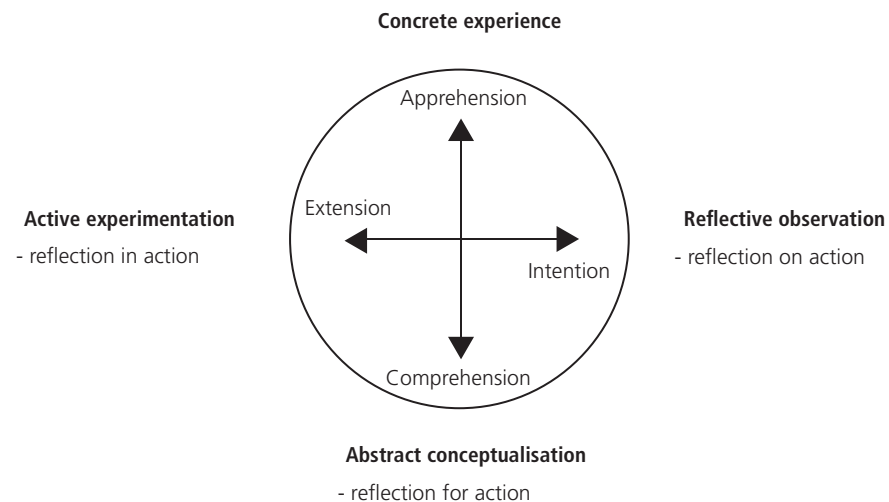 Concrete experience
Apprehension
Extension
Active experimentation
- reflection in action
Reflective observation
- reflection on action
Intention
Comprehension
Abstract conceptualisation
- reflection for action